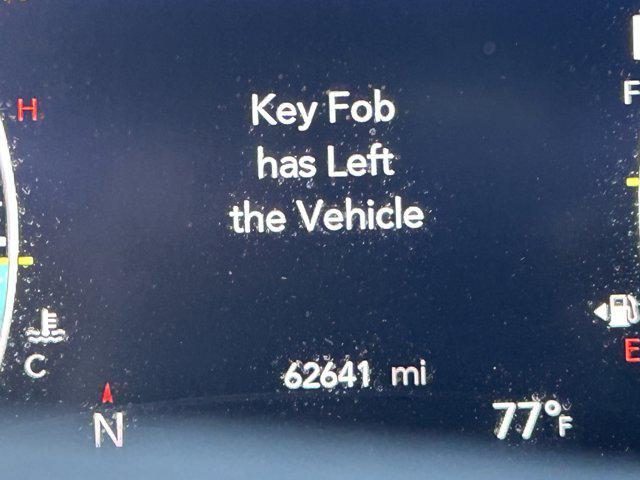 H
Key Fob
has Left
the Vehicle
F
C
E
62641 mi
N
77°F